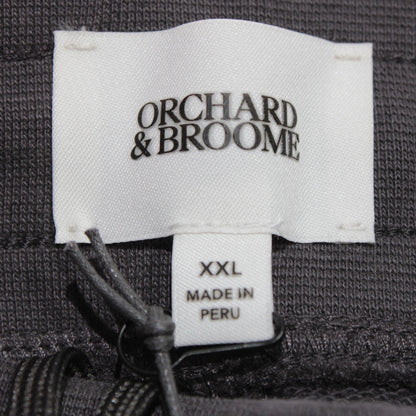 ORCHARD
& BROOME
XXL
MADE IN
PERU